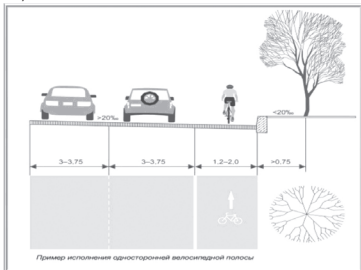 >20‰
<20‰
3–3.75 3–3.75 1.2–2.0 >0.75
Пример исполнения односторонней велосипедной полосы